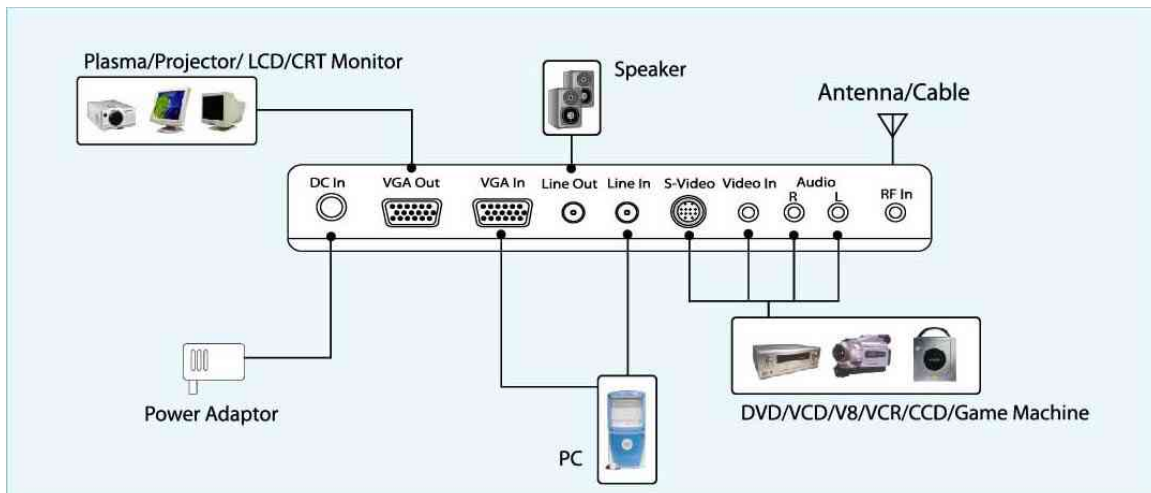 Plasma/Projector/ LCD/CRT Monitor
Speaker
Antenna/Cable
DC In
VGA Out
VGA In
Line Out
Line In
S-Video
Video In
Audio
R
L
RF In
Power Adaptor
PC
DVD/VCD/V8/VCR/CCD/Game Machine